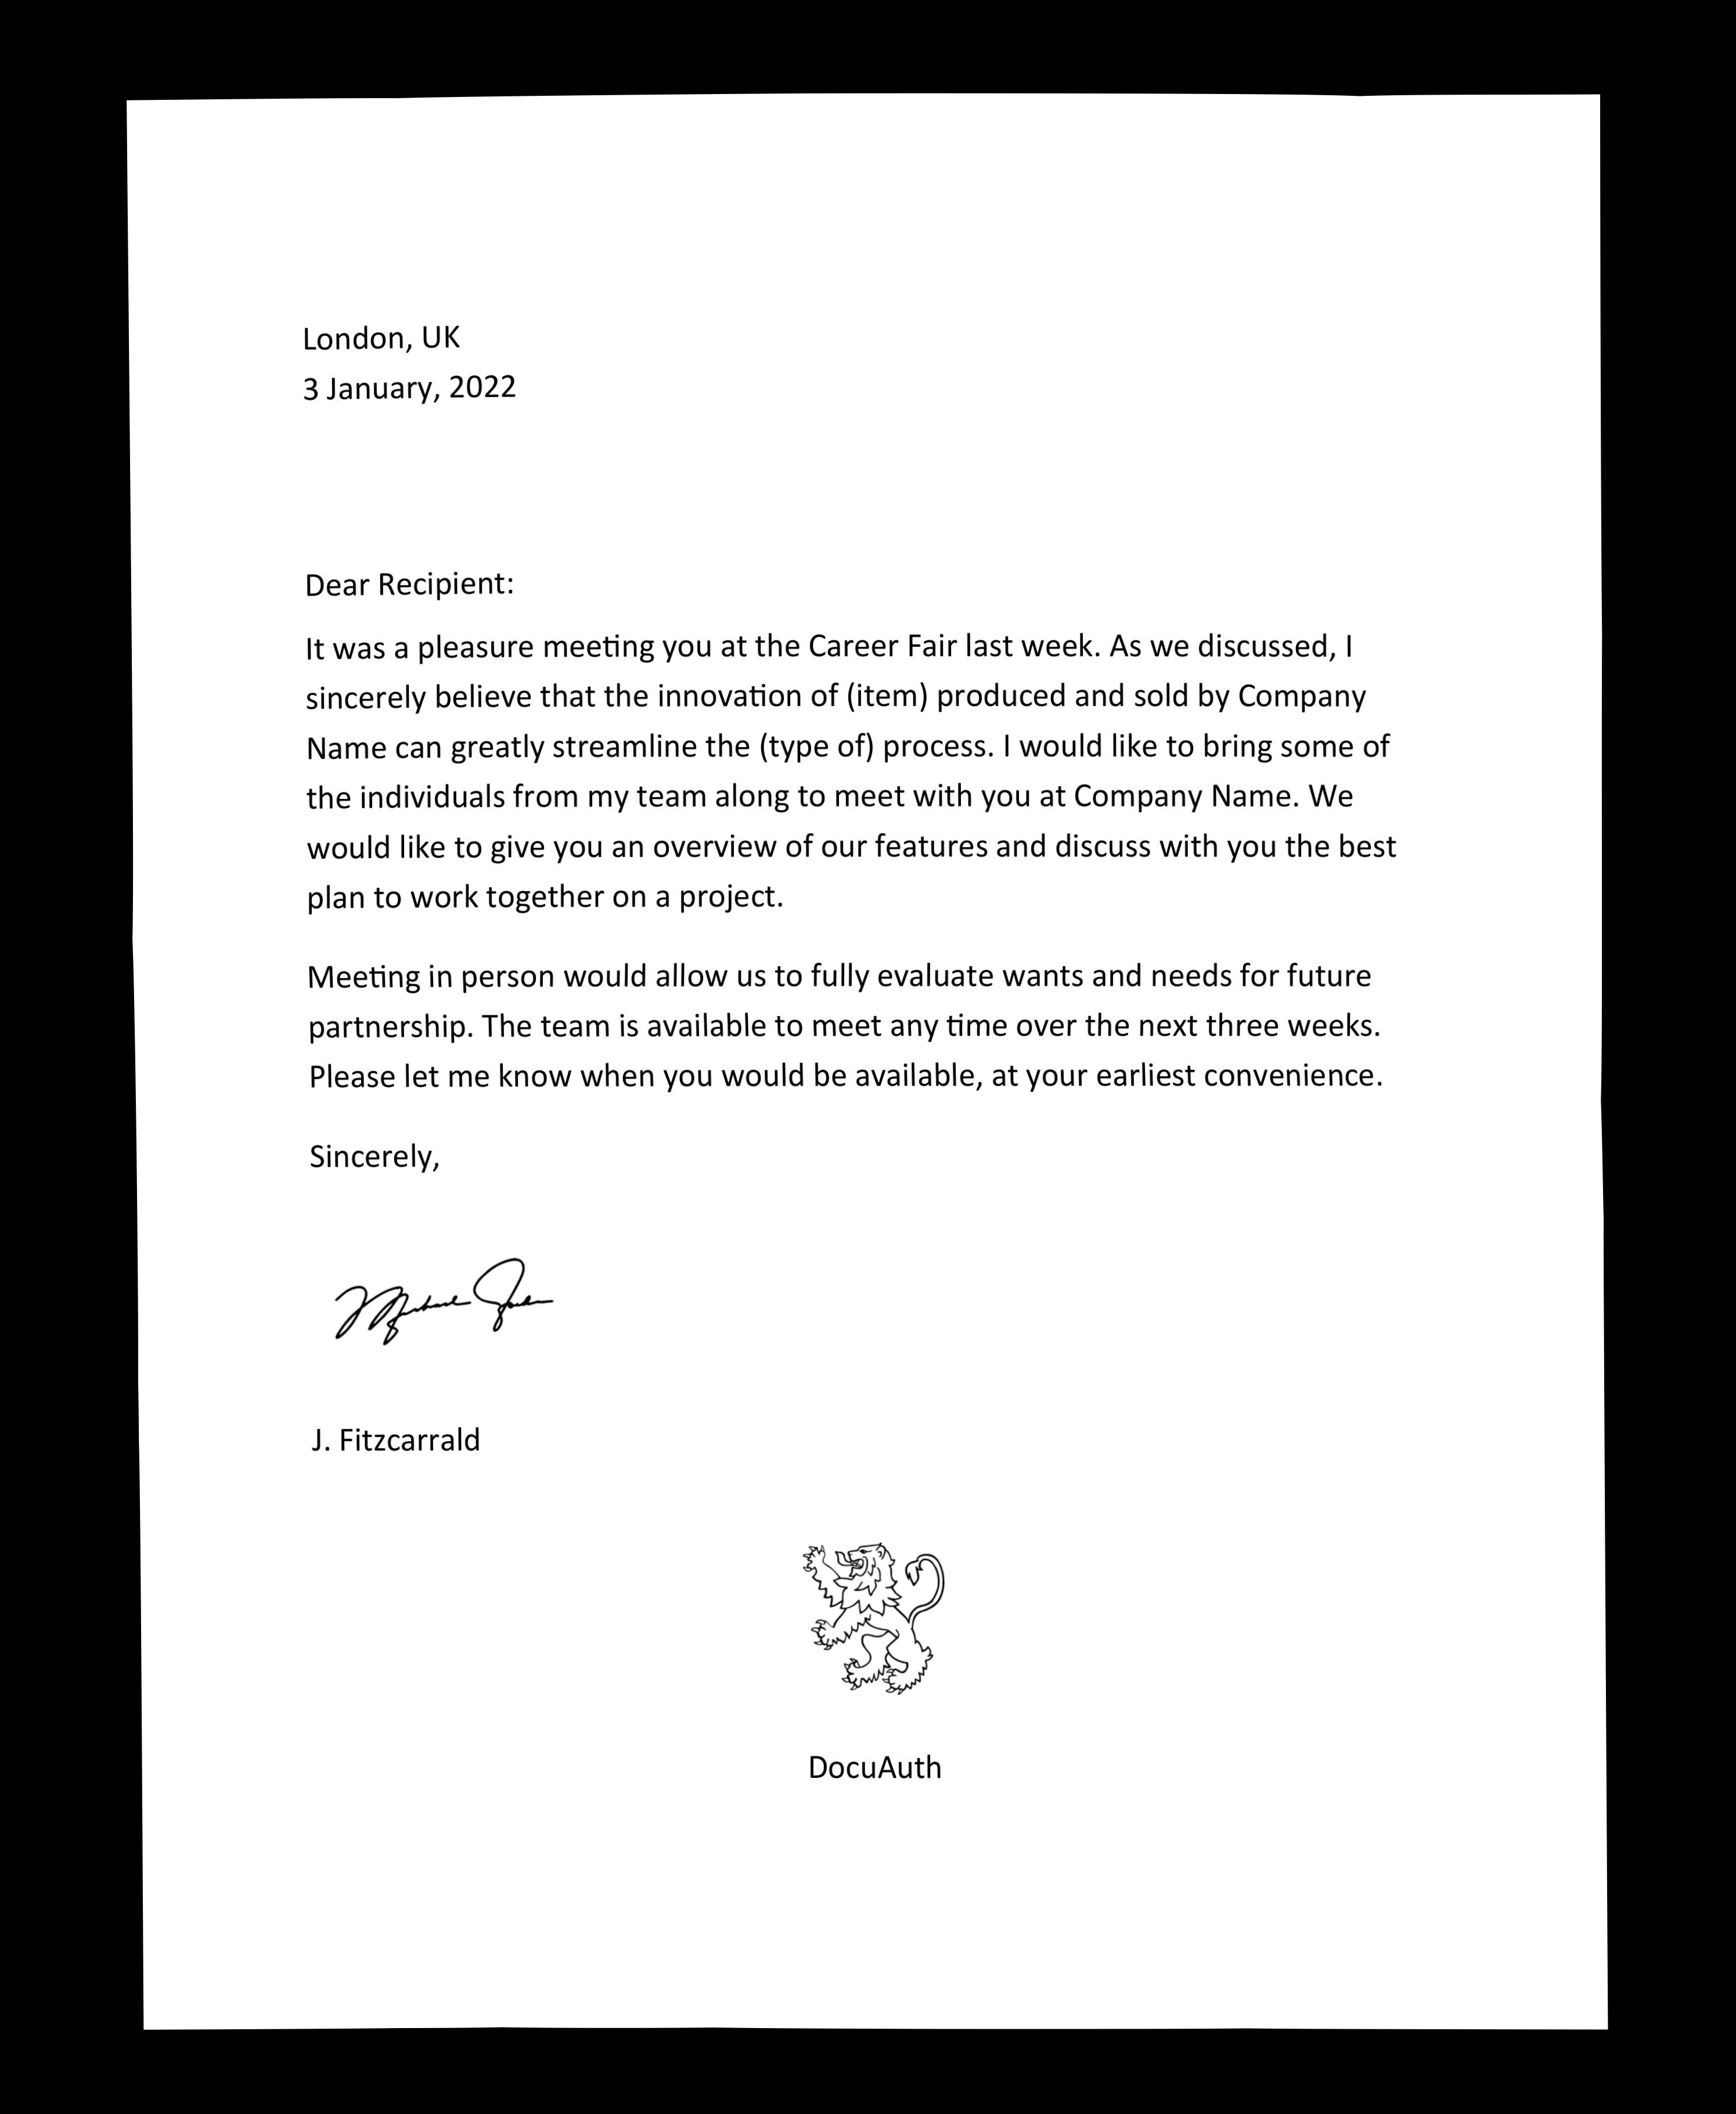 London, UK
3 January, 2022
Dear Recipient:
It was a pleasure meeting you at the Career Fair last week. As we discussed, I
sincerely believe that the innovation of (item) produced and sold by Company
Name can greatly streamline the (type of) process. I would like to bring some of
the individuals from my team along to meet with you at Company Name. We
would like to give you an overview of our features and discuss with you the best
plan to work together on a project.
Meeting in person would allow us to fully evaluate wants and needs for future
partnership. The team is available to meet any time over the next three weeks.
Please let me know when you would be available, at your earliest convenience.
Sincerely,
J. Fitzcarrald
DocuAuth